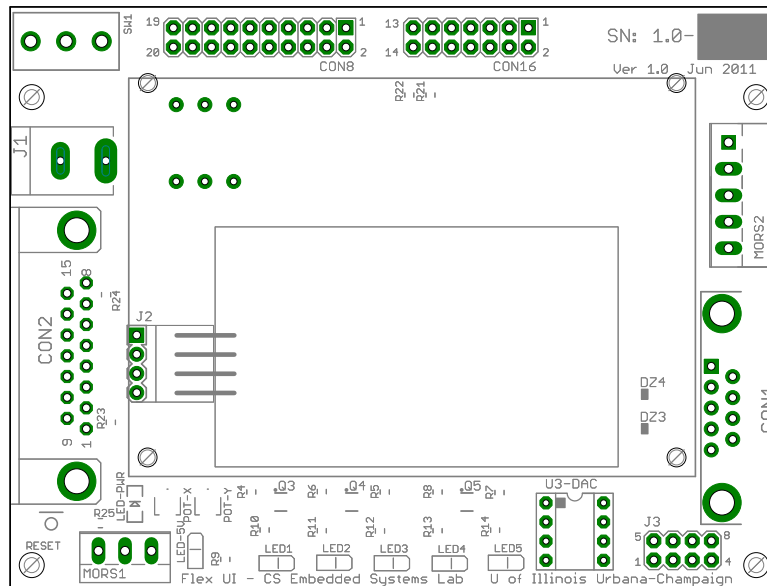 SW1
19
1
20
2
CON8
13
1
14
2
CON16
SN: 1.0-
Ver 1.0 Jun 2011
J1
R22
R21
MORS2
15
8
R24
CON2
J2
R23
9
1
DZ4
DZ3
CON1
LED-PWR
POT-X
POT-Y
R4
Q3
R6
Q4
R5
R8
Q5
R7
U3-DAC
R25
RESET
MORS1
LED-5V
R9
R10
R11
R12
R13
R14
LED1
LED2
LED3
LED4
LED5
J3
5
8
1
4
Flex UI - CS Embedded Systems Lab
U of Illinois Urbana-Champaign